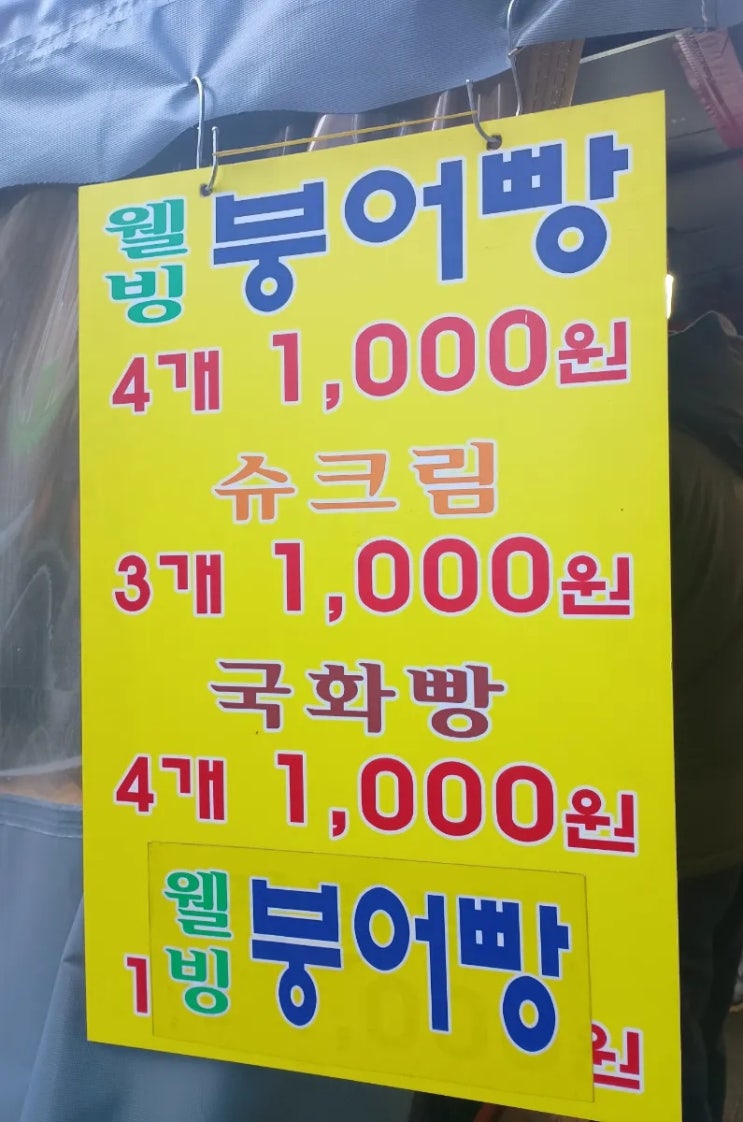 웰빙 붕어빵
4개 1,000원
슈크림
3개 1,000원
국화빵
4개 1,000원
웰빙 붕어빵
1 원